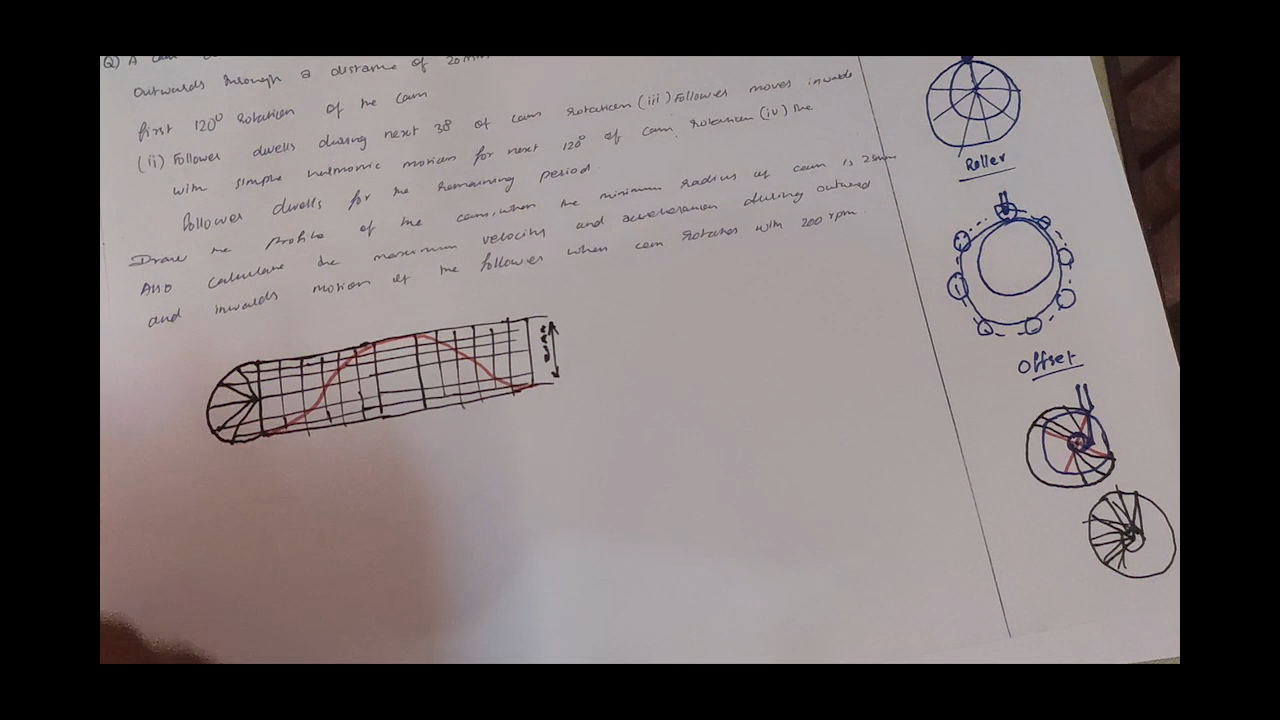 Q) A cam
outwards through a distance of 20mm
first 120° rotation of the cam
(ii) Follower dwells during next 30° of cam rotation (iii) Follower moves inwards
with simple harmonic motion for next 120° of cam rotation (iv) The
follower dwells for the remaining period
Draw the profile of the cam, when the minimum radius of cam is 25mm
Also calculate the maximum velocity and acceleration during outward
and inwards motion of the follower when cam rotates with 200 rpm.
Roller
Offset